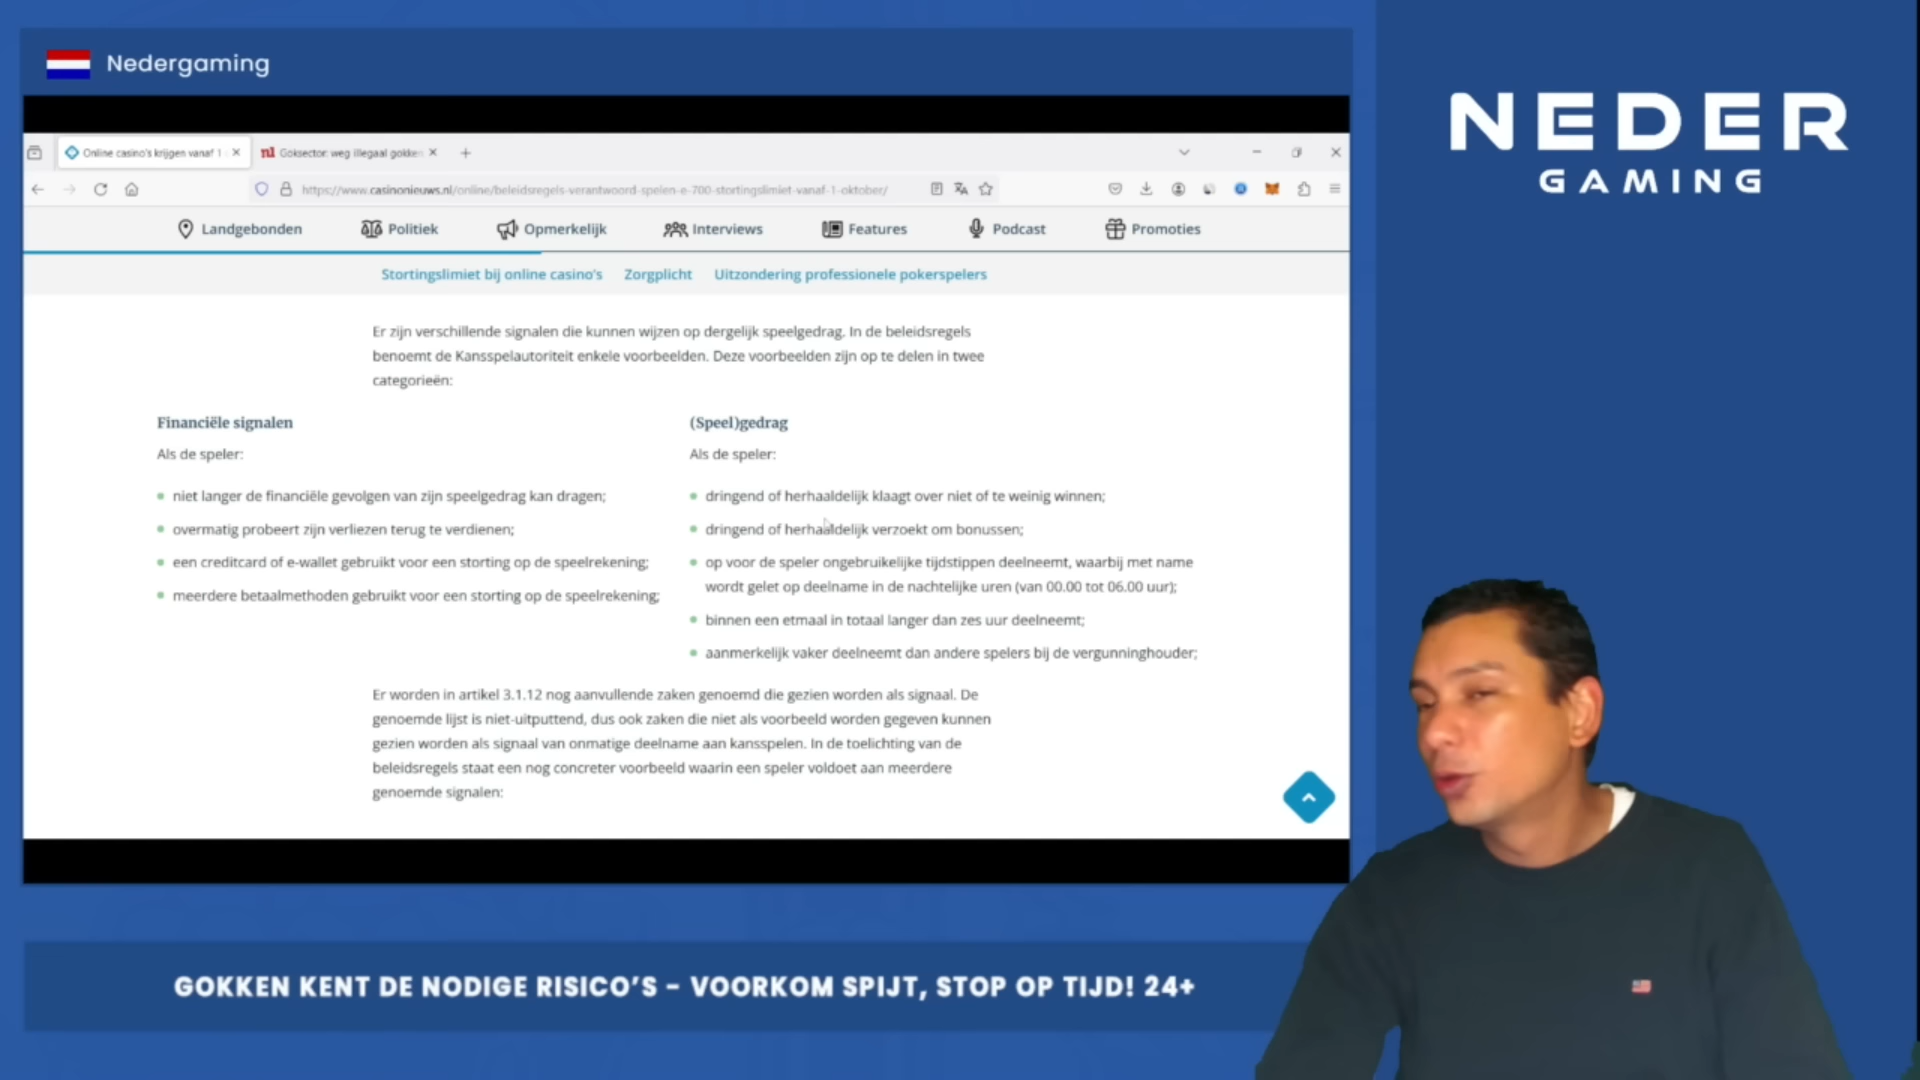 Nedergaming
NEDER
GAMING
Online casino's krijgen vanaf 1
nl Goksector: weg illegaal gokken
https://www.casinonieuws.nl/online/beleidsregels-verantwoord-spelen-e-700-stortingslimiet-vanaf-1-oktober/
Landgebonden Politiek Opmerkelijk Interviews Features Podcast Promoties
Stortingslimiet bij online casino's Zorgplicht Uitzondering professionele pokerspelers
Er zijn verschillende signalen die kunnen wijzen op dergelijk speelgedrag. In de beleidsregels
benoemt de Kansspelautoriteit enkele voorbeelden. Deze voorbeelden zijn op te delen in twee
categorieën:
Financiële signalen
Als de speler:
niet langer de financiële gevolgen van zijn speelgedrag kan dragen;
overmatig probeert zijn verliezen terug te verdienen;
een creditcard of e-wallet gebruikt voor een storting op de speelrekening;
meerdere betaalmethoden gebruikt voor een storting op de speelrekening;
(Speel)gedrag
Als de speler:
dringend of herhaaldelijk klaagt over niet of te weinig winnen;
dringend of herhaaldelijk verzoekt om bonussen;
op voor de speler ongebruikelijke tijdstippen deelneemt, waarbij met name
wordt gelet op deelname in de nachtelijke uren (van 00.00 tot 06.00 uur);
binnen een etmaal in totaal langer dan zes uur deelneemt;
aanmerkelijk vaker deelneemt dan andere spelers bij de vergunninghouder;
Er worden in artikel 3.1.12 nog aanvullende zaken genoemd die gezien worden als signaal. De
genoemde lijst is niet-uitputtend, dus ook zaken die niet als voorbeeld worden gegeven kunnen
gezien worden als signaal van onmatige deelname aan kansspelen. In de toelichting van de
beleidsregels staat een nog concreter voorbeeld waarin een speler voldoet aan meerdere
genoemde signalen:
GOKKEN KENT DE NODIGE RISICO'S - VOORKOM SPIJT, STOP OP TIJD! 24+